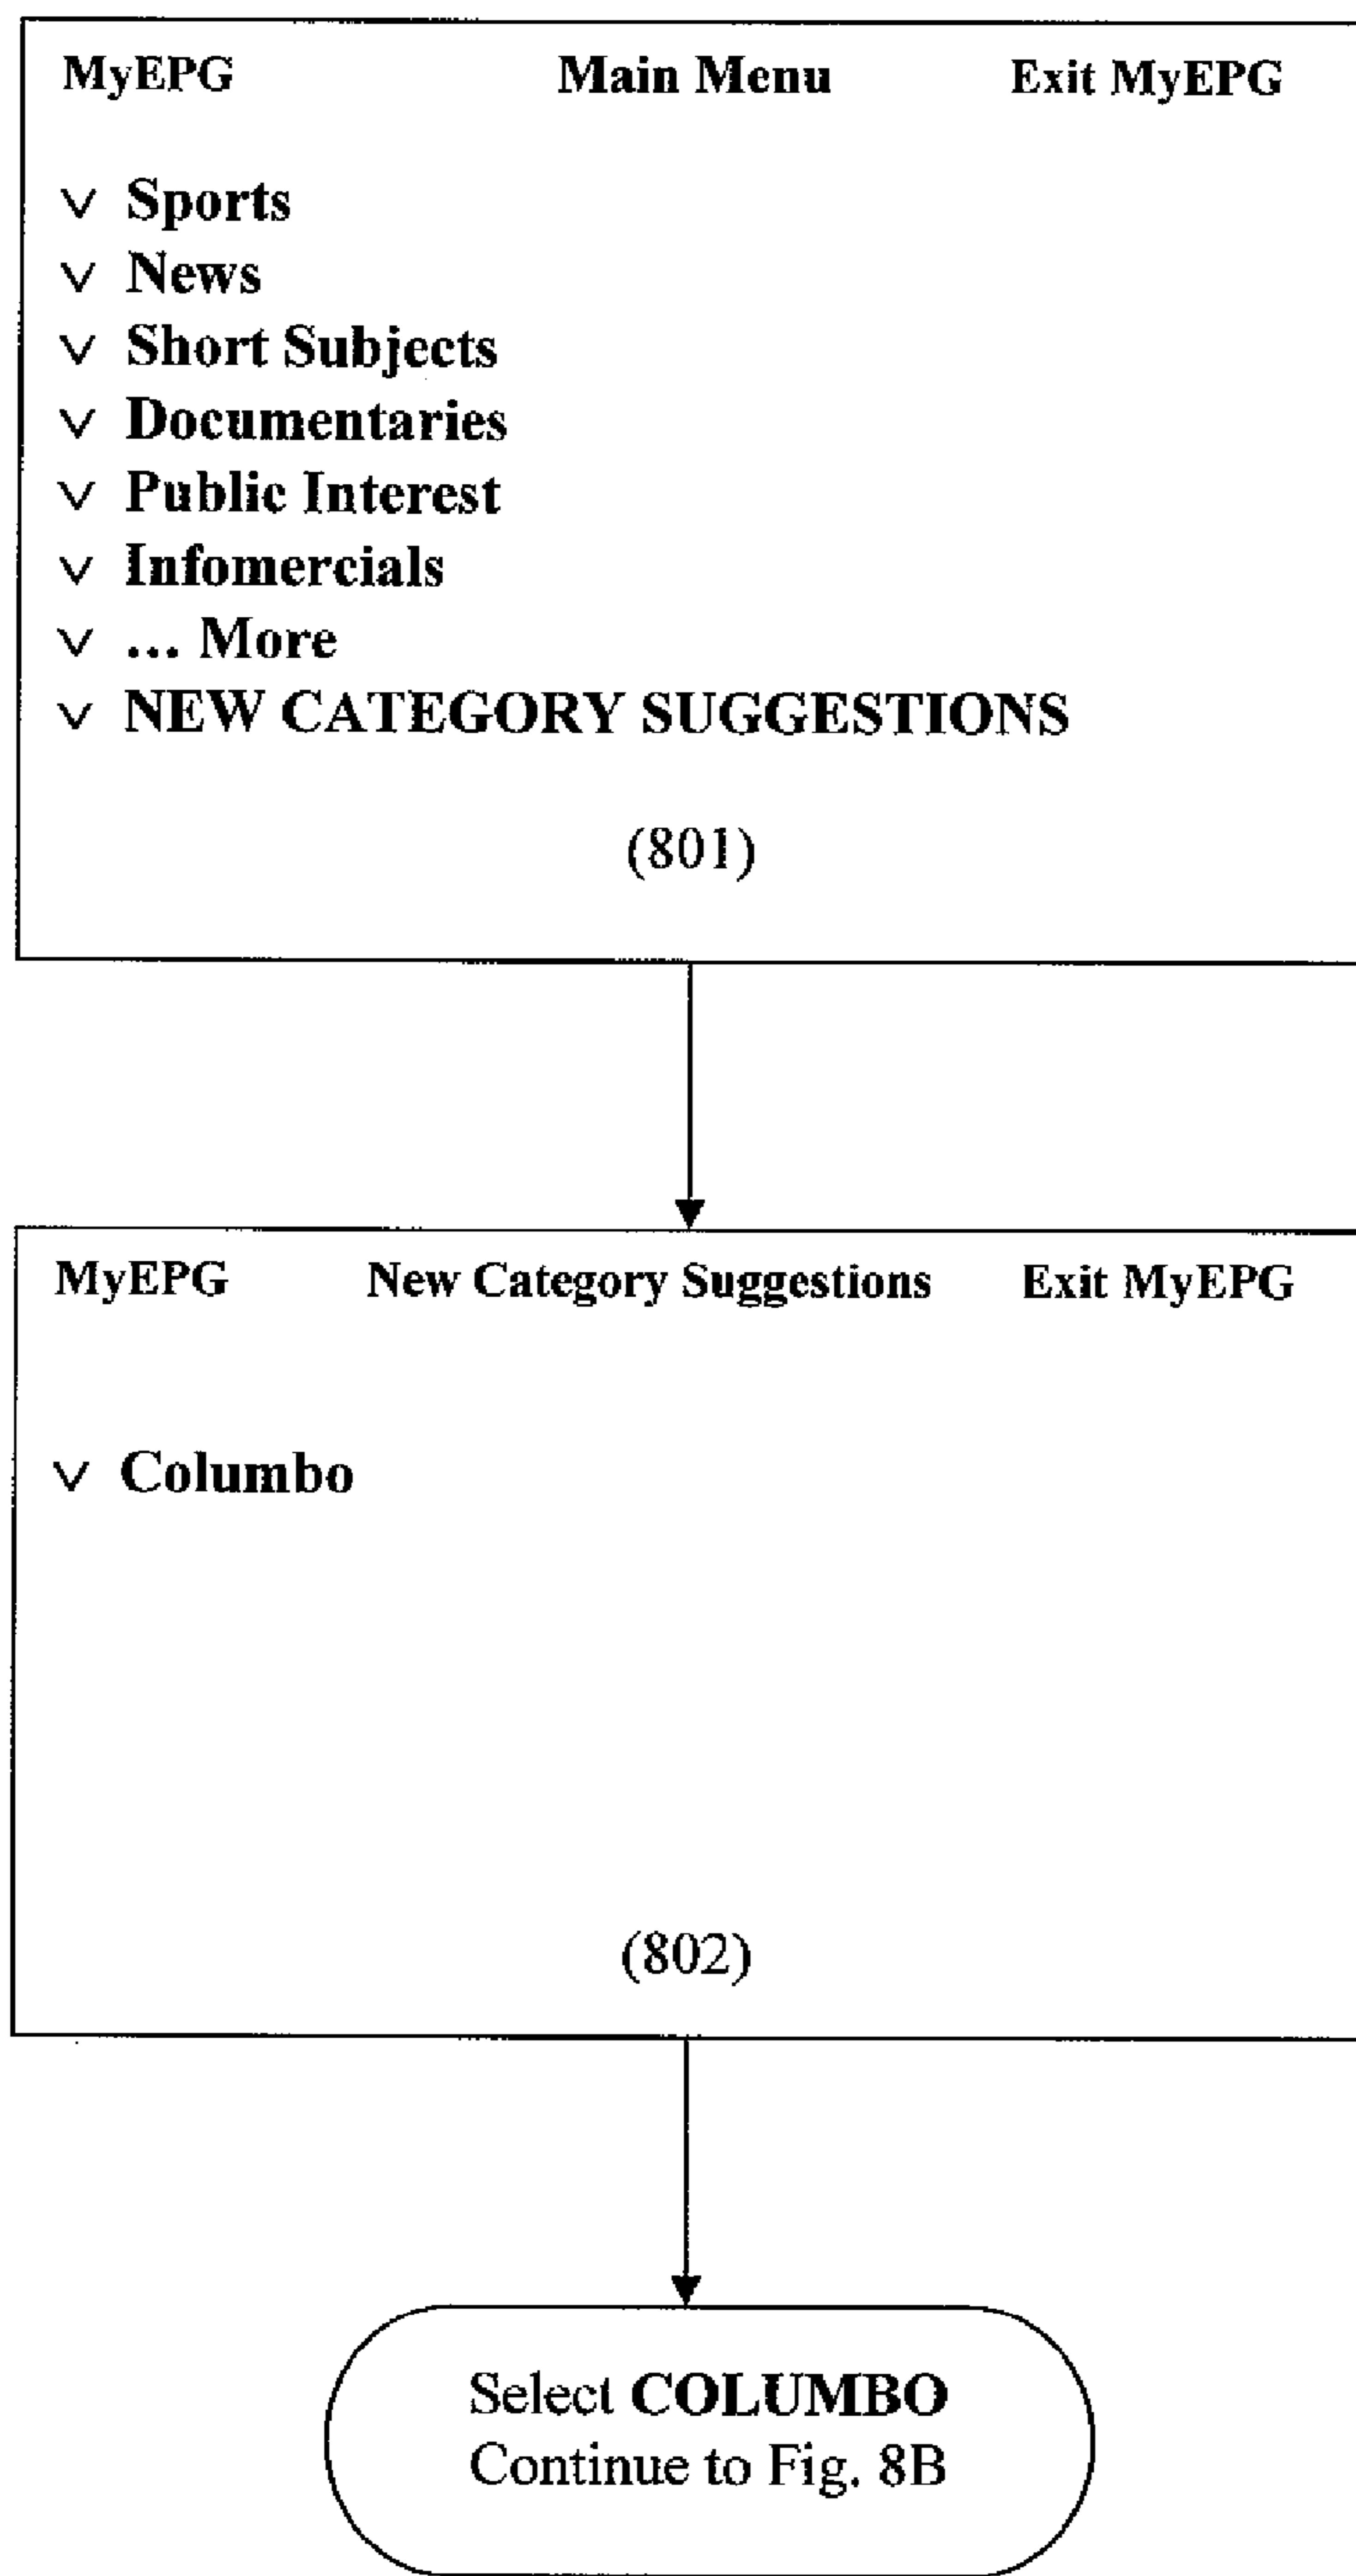 MyEPG Main Menu Exit MyEPG
∨ Sports
∨ News
∨ Short Subjects
∨ Documentaries
∨ Public Interest
∨ Infomercials
∨ ... More
∨ NEW CATEGORY SUGGESTIONS
(801)
MyEPG New Category Suggestions Exit MyEPG
∨ Columbo
(802)
Select COLUMBO
Continue to Fig. 8B